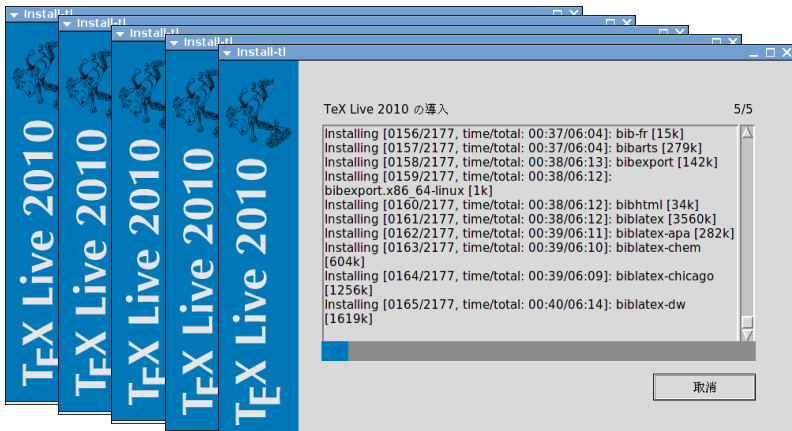 Install-tl
Install-tl
Install-tl
Install-tl
Install-tl
TeX Live 2010
TeX Live 2010
TeX Live 2010
TeX Live 2010
TeX Live 2010
TeX Live 2010 の導入 5/5
Installing [0156/2177, time/total: 00:37/06:04]: bib-fr [15k]
Installing [0157/2177, time/total: 00:37/06:04]: bibarts [279k]
Installing [0158/2177, time/total: 00:38/06:13]: bibexport [142k]
Installing [0159/2177, time/total: 00:38/06:12]:
bibexport.x86_64-linux [1k]
Installing [0160/2177, time/total: 00:38/06:12]: bibhtml [34k]
Installing [0161/2177, time/total: 00:38/06:12]: biblatex [3560k]
Installing [0162/2177, time/total: 00:39/06:11]: biblatex-apa [282k]
Installing [0163/2177, time/total: 00:39/06:10]: biblatex-chem
[604k]
Installing [0164/2177, time/total: 00:39/06:09]: biblatex-chicago
[1256k]
Installing [0165/2177, time/total: 00:40/06:14]: biblatex-dw
[1619k]
取消